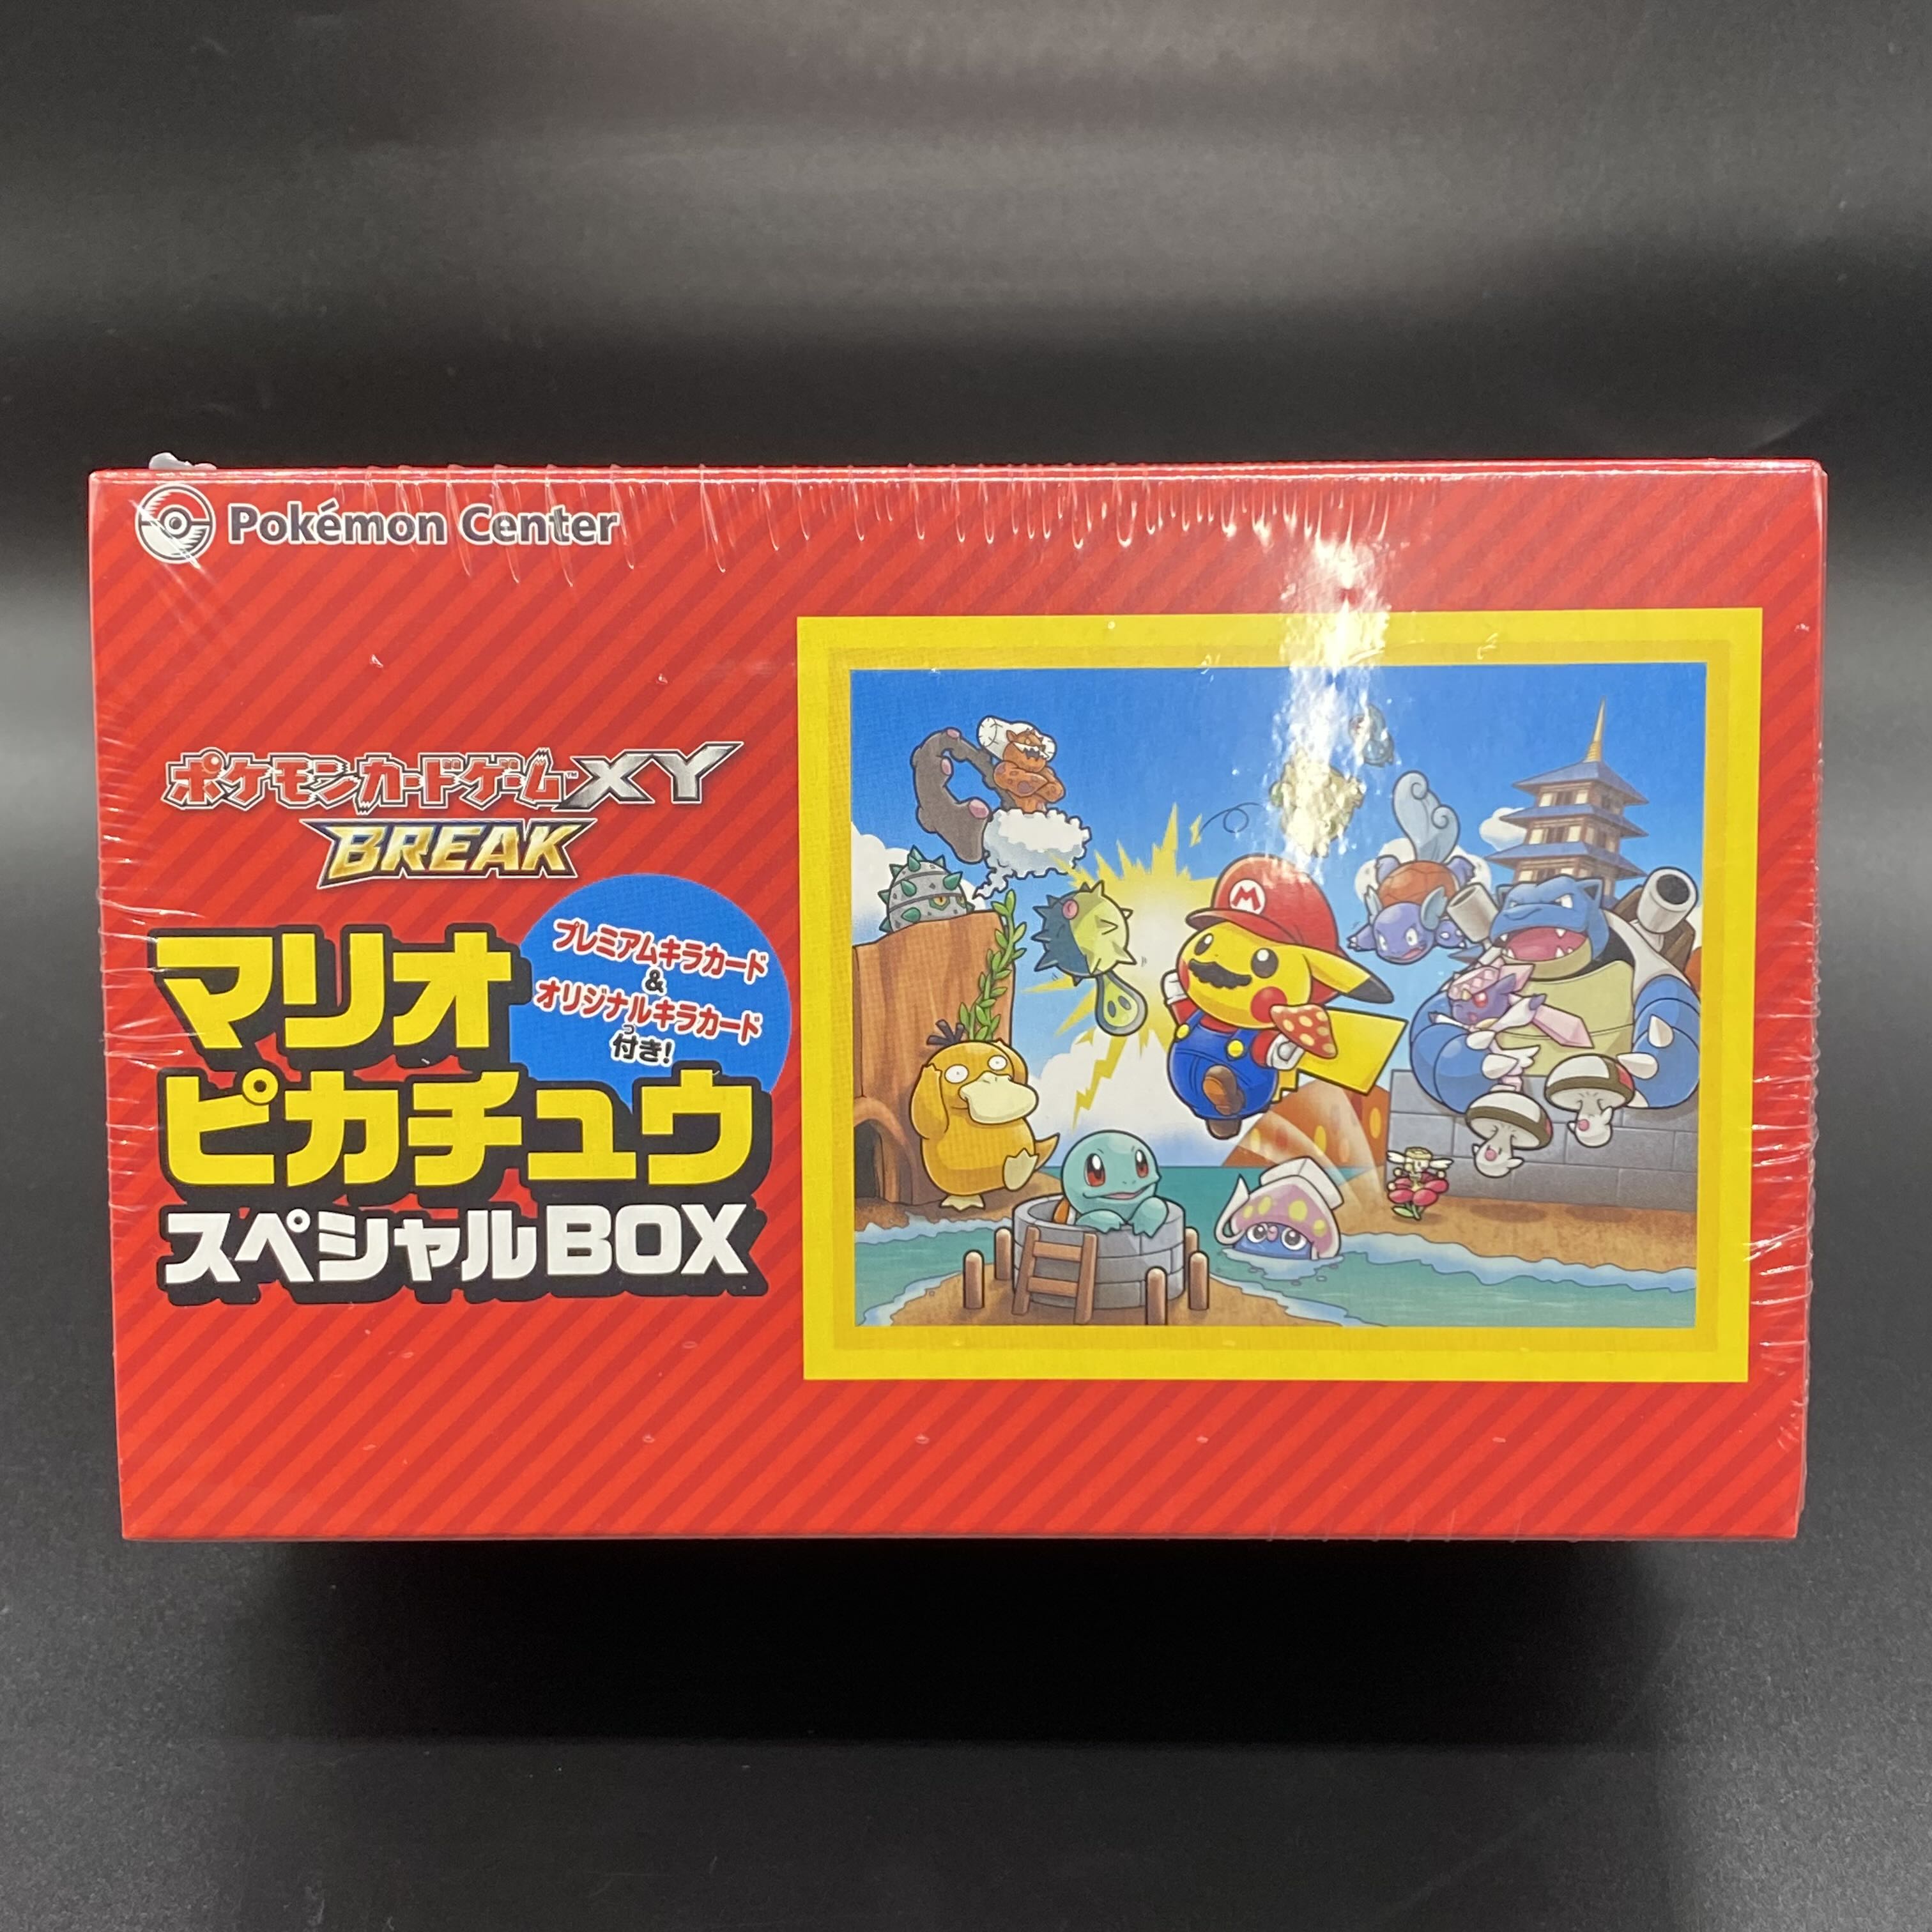 Pokémon Center
ポケモンカードゲーム™XY
BREAK
プレミアムキラカード
&
オリジナルキラカード
付き!
マリオ
ピカチュウ
スペシャルBOX
M